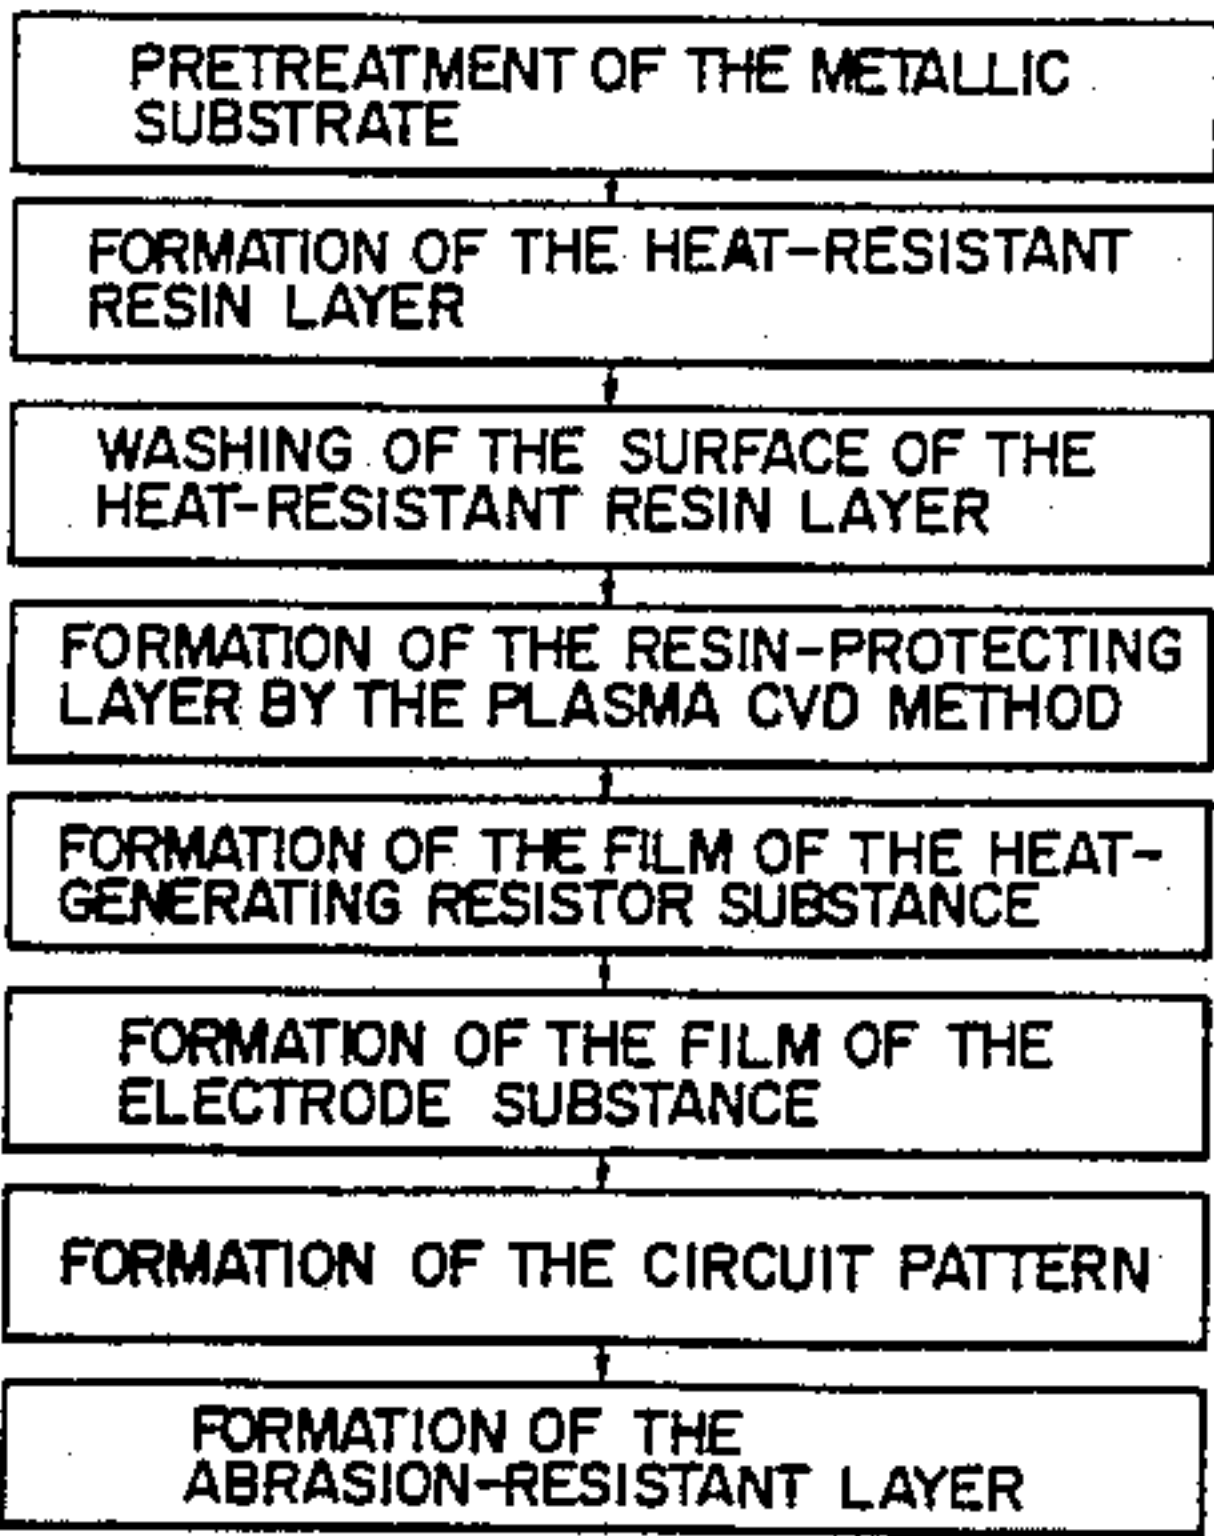 PRETREATMENT OF THE METALLIC
SUBSTRATE
FORMATION OF THE HEAT-RESISTANT
RESIN LAYER
WASHING OF THE SURFACE OF THE
HEAT-RESISTANT RESIN LAYER
FORMATION OF THE RESIN-PROTECTING
LAYER BY THE PLASMA CVD METHOD
FORMATION OF THE FILM OF THE HEAT-
GENERATING RESISTOR SUBSTANCE
FORMATION OF THE FILM OF THE
ELECTRODE SUBSTANCE
FORMATION OF THE CIRCUIT PATTERN
FORMATION OF THE
ABRASION-RESISTANT LAYER